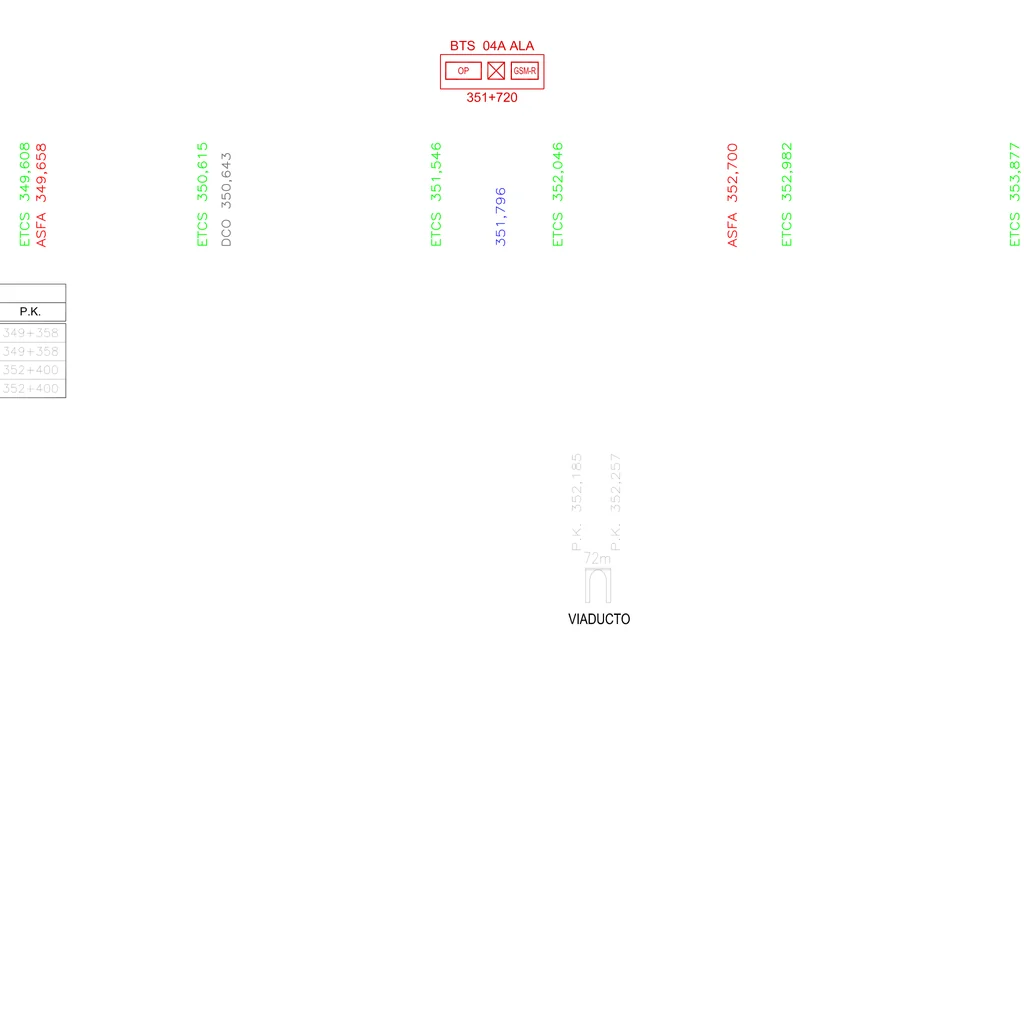 BTS 04A ALA
OP
GSM-R
351+720
ETCS 349,608
ASFA 349,658
ETCS 350,615
DCO 350,643
ETCS 351,546
351,796
ETCS 352,046
ASFA 352,700
ETCS 352,982
ETCS 353,877
P.K.
349+358
349+358
352+400
352+400
P.K. 352,185
P.K. 352,257
72m
VIADUCTO